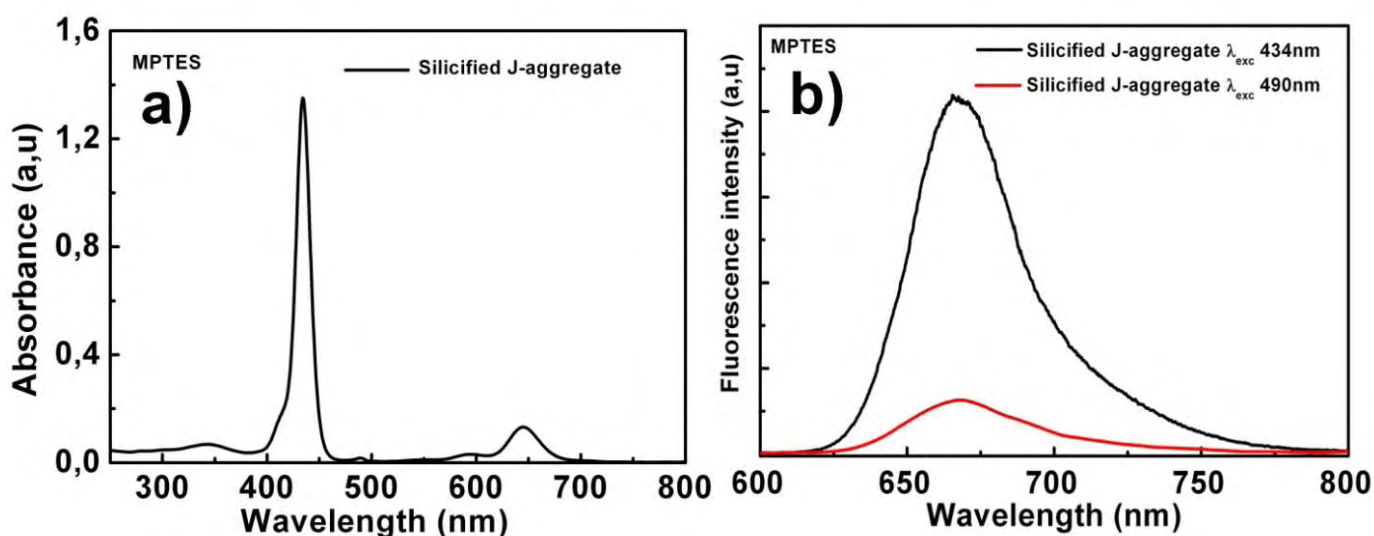 MPTES
a)
Silicified J-aggregate
Absorbance (a,u)
1,6
1,2
0,8
0,4
0,0
300 400 500 600 700 800
Wavelength (nm)
MPTES
b)
Silicified J-aggregate λexc 434nm
Silicified J-aggregate λexc 490nm
Fluorescence intensity (a,u)
600 650 700 750 800
Wavelength (nm)